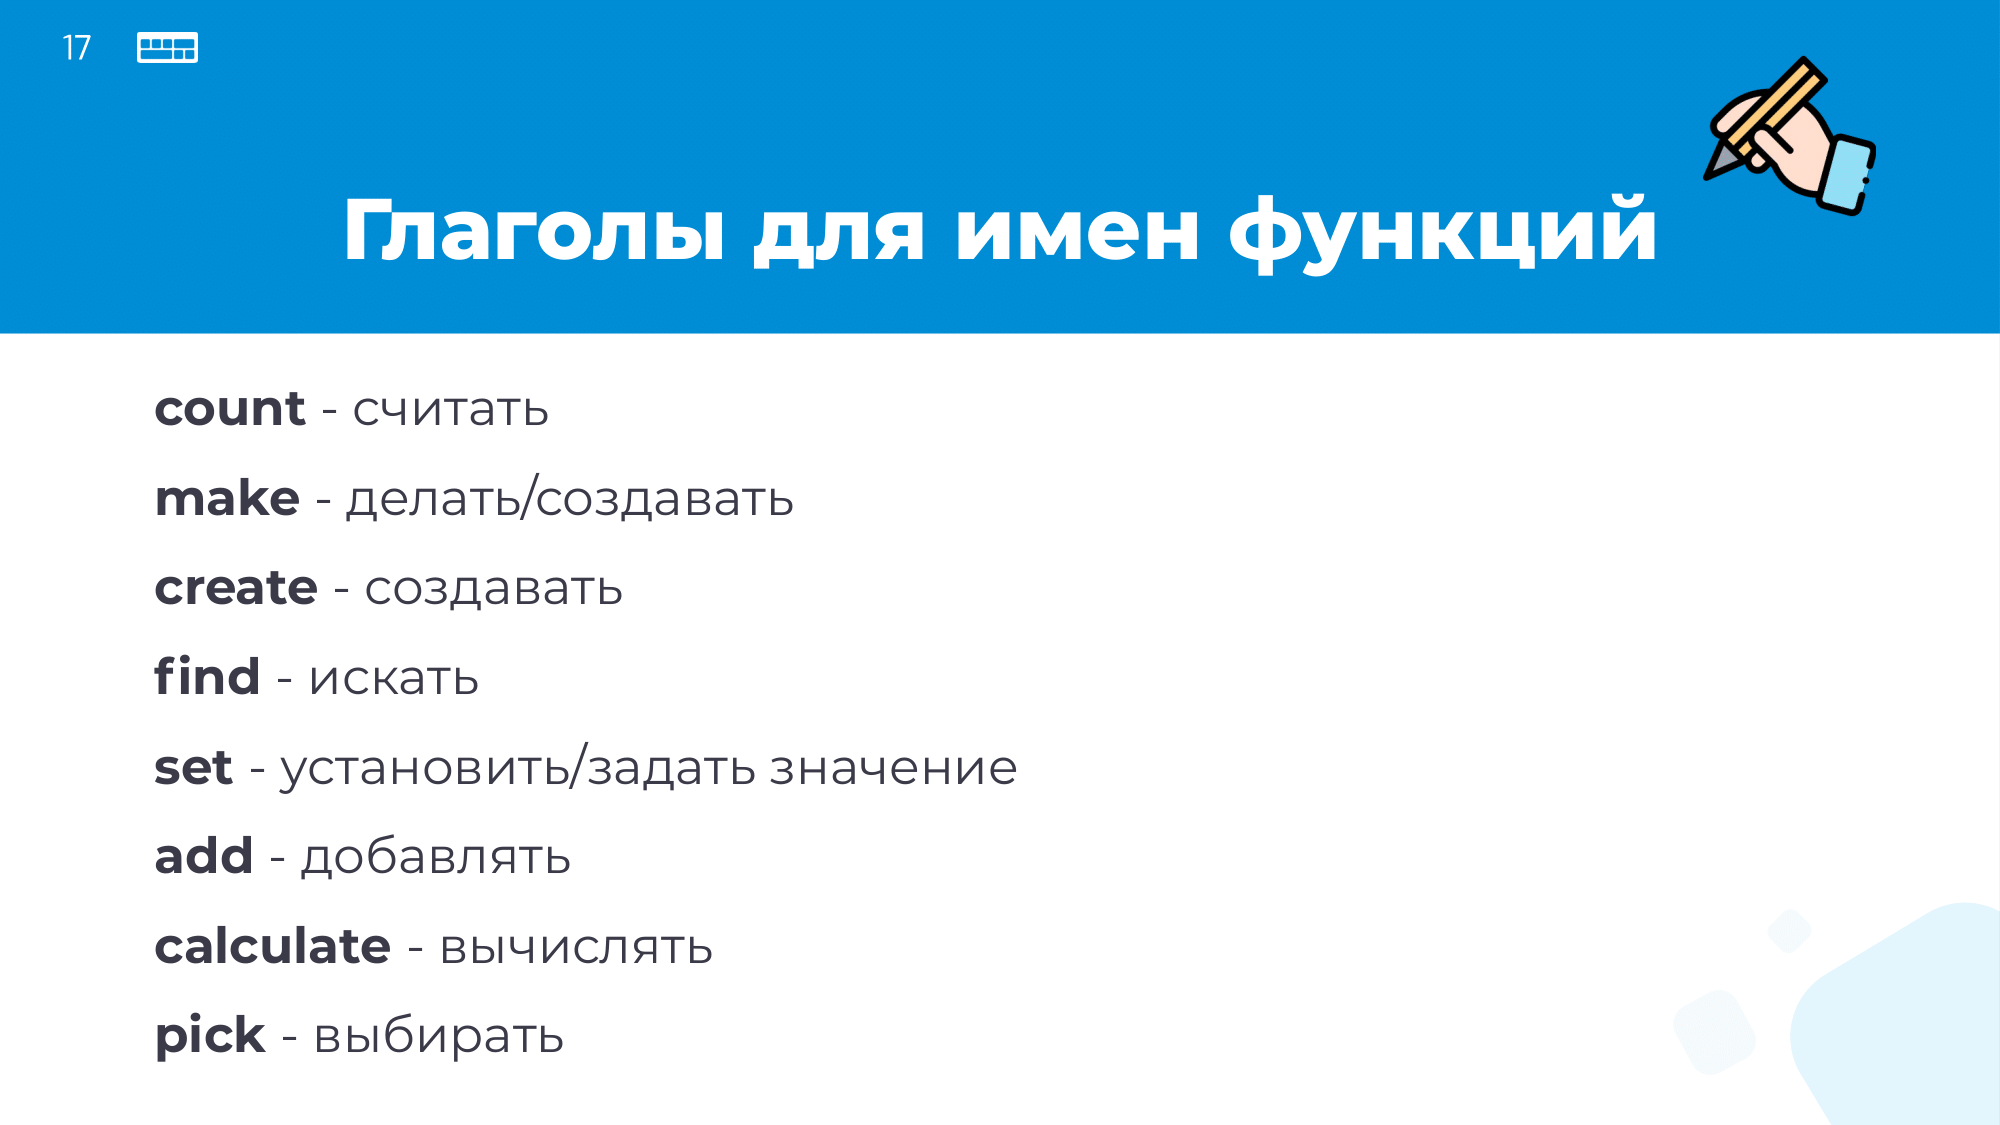 17
Глаголы для имен функций
count - считать
make - делать/создавать
create - создавать
find - искать
set - установить/задать значение
add - добавлять
calculate - вычислять
pick - выбирать